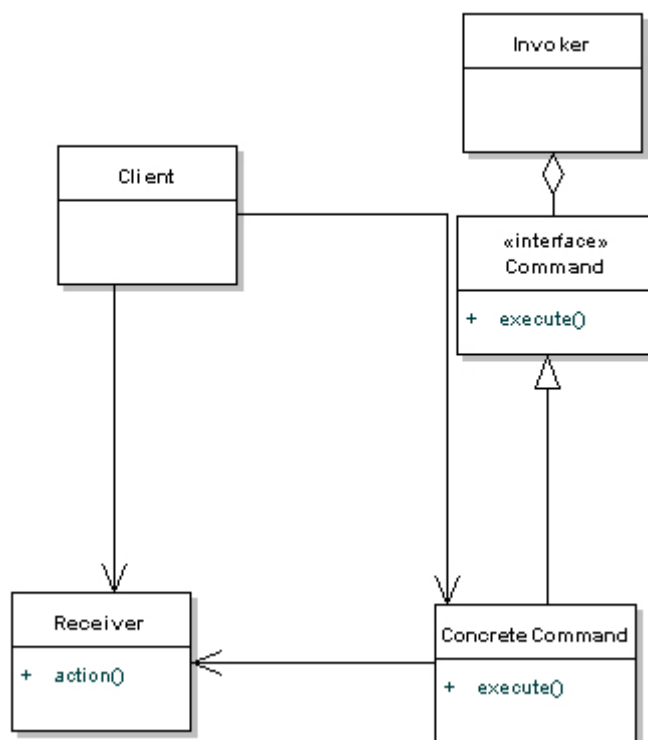 Invoker
Client
«interface»
Command
+ execute()
Receiver
+ action()
Concrete Command
+ execute()